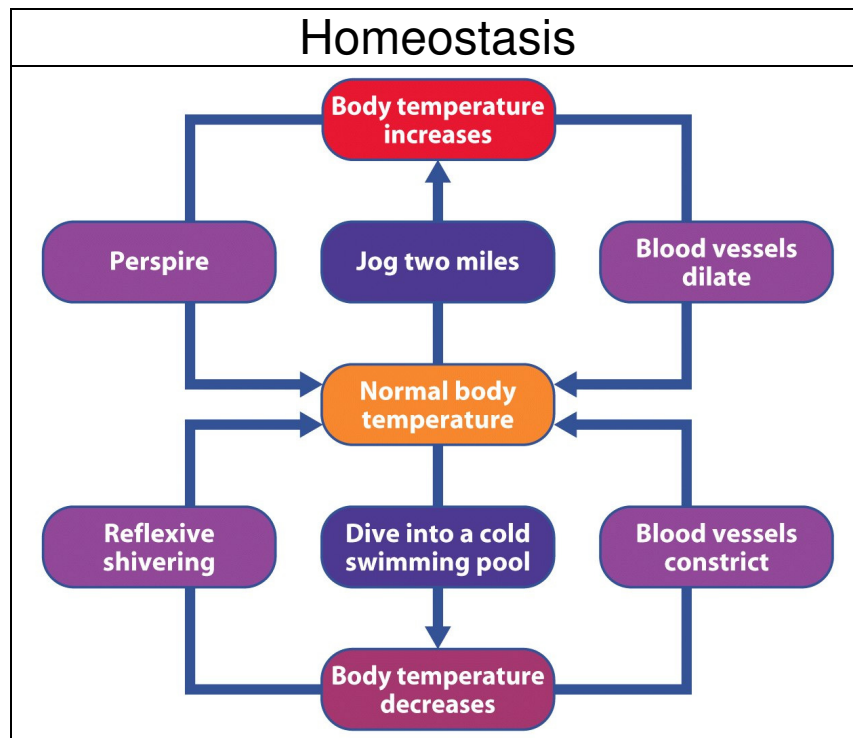 Homeostasis
Body temperature
increases
Perspire
Jog two miles
Blood vessels
dilate
Normal body
temperature
Reflexive
shivering
Dive into a cold
swimming pool
Blood vessels
constrict
Body temperature
decreases